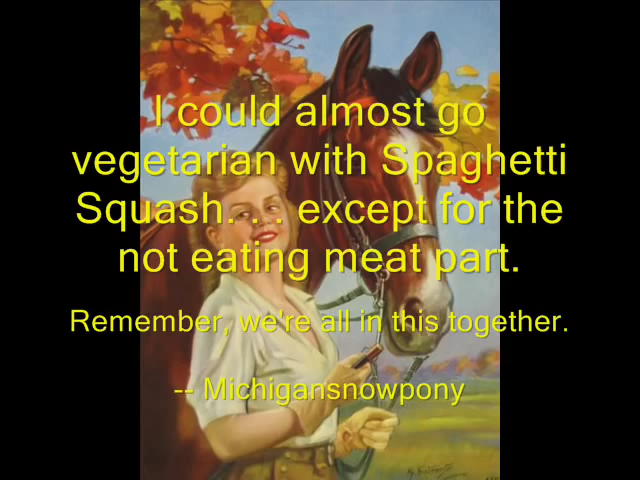 I could almost go
vegetarian with Spaghetti
Squash. . . except for the
not eating meat part.
Remember, we're all in this together.
-- Michigansnowpony